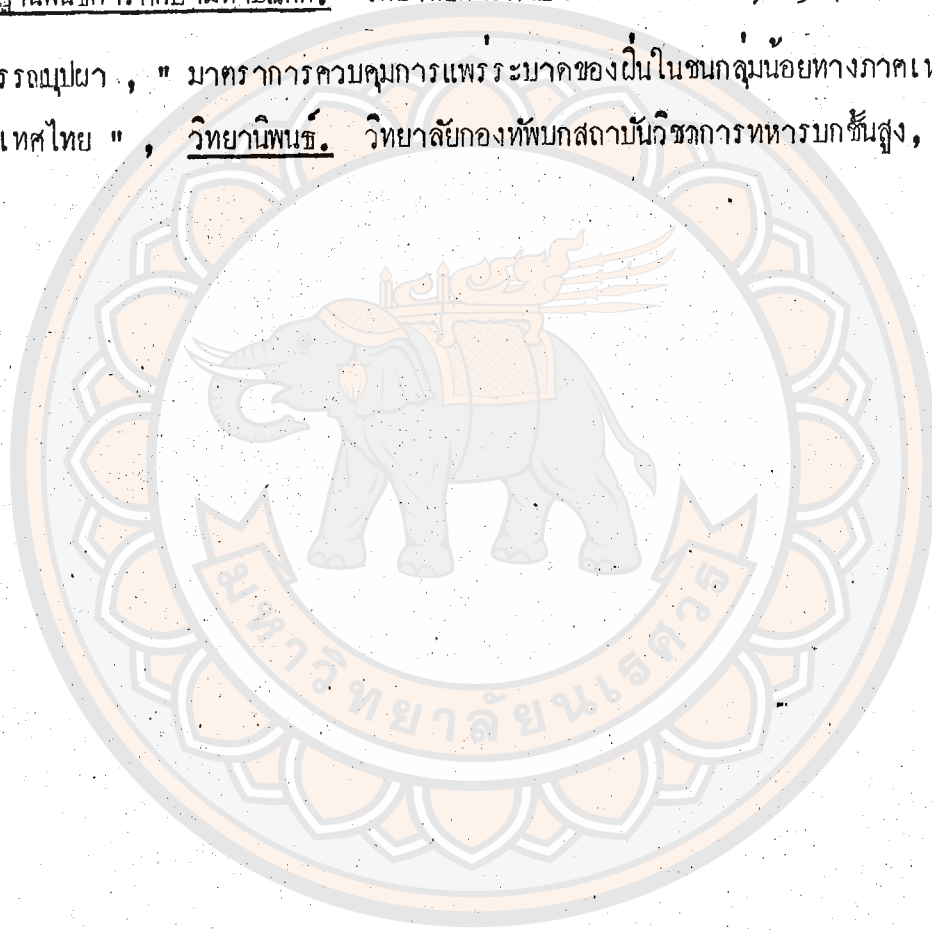 รรณบุปผา , " มาตราการควบคุมการแพร่ระบาดของฝิ่นในชนกลุ่มน้อยทางภาคเ
เทศไทย " , วิทยานิพนธ์. วิทยาลัยกองทัพบกสถาบันวิชาการทหารบกชั้นสูง,
มหาวิทยาลัยนเรศวร